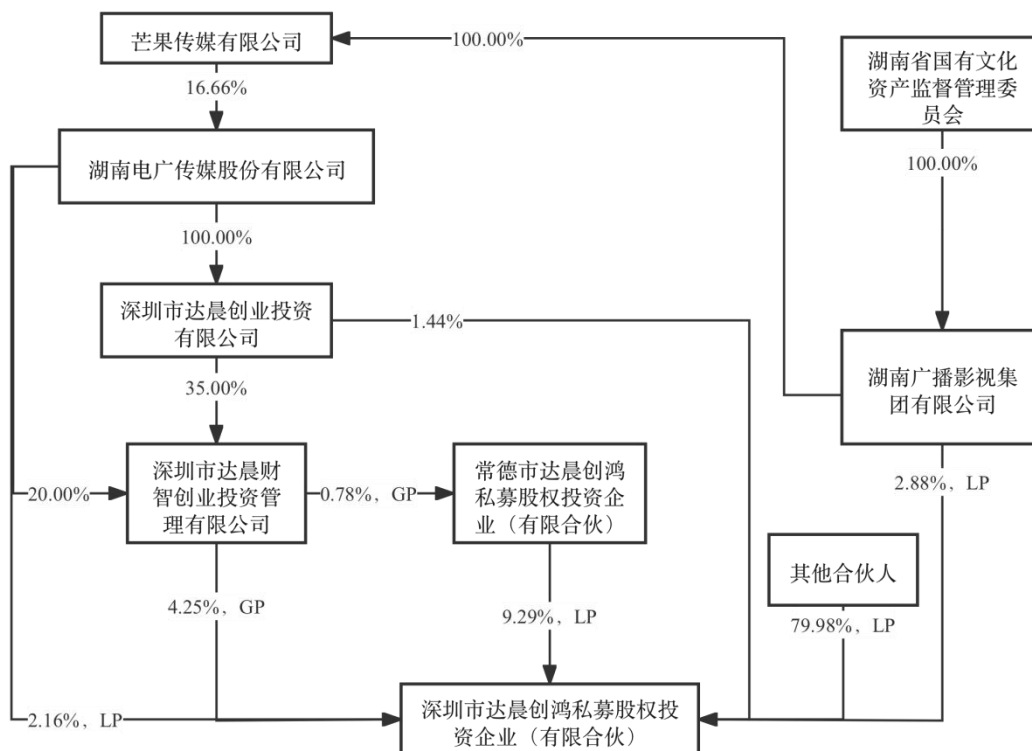 芒果传媒有限公司
100.00%
湖南省国有文化
资产监督管理委
员会
16.66%
湖南电广传媒股份有限公司
100.00%
100.00%
深圳市达晨创业投资
有限公司
1.44%
湖南广播影视集
团有限公司
35.00%
深圳市达晨财
智创业投资管
理有限公司
常德市达晨创鸿
私募股权投资企
业（有限合伙）
20.00%
0.78%，GP
2.88%，LP
其他合伙人
4.25%，GP
9.29%，LP
79.98%，LP
2.16%，LP
深圳市达晨创鸿私募股权投
资企业（有限合伙）